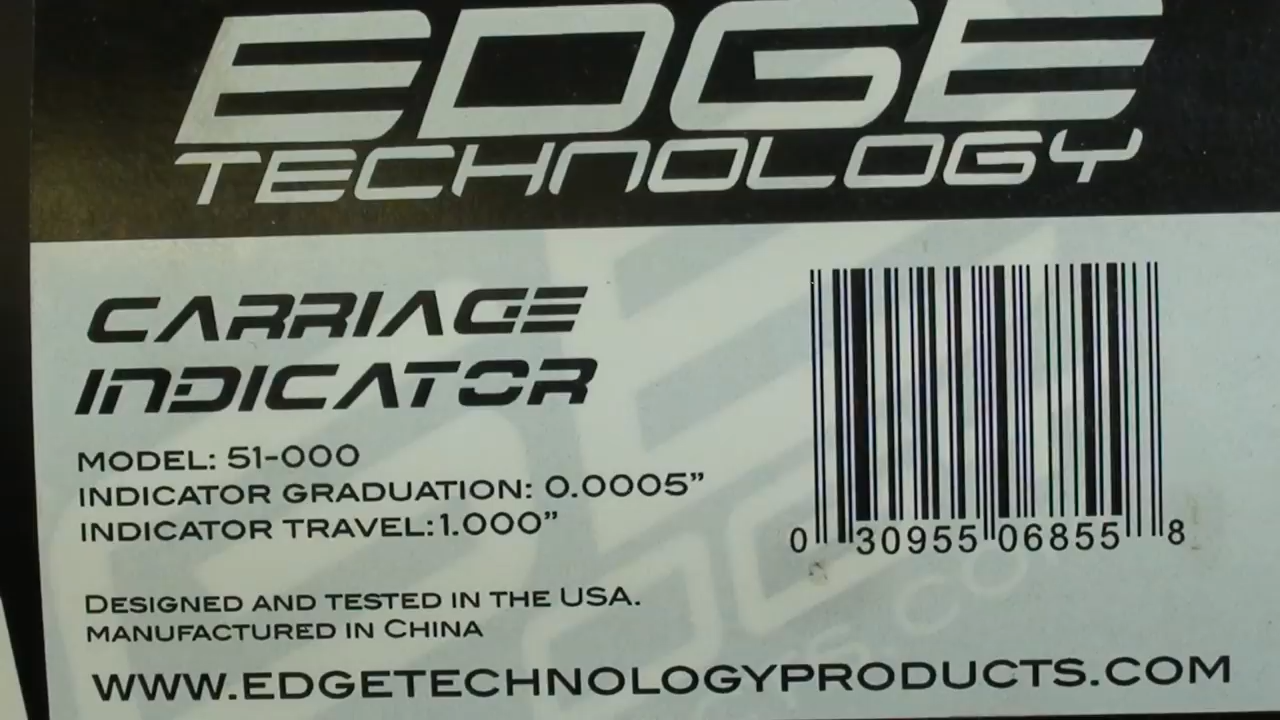 EDGE
TECHNOLOGY
CARRIAGE
INDICATOR
MODEL: 51-000
INDICATOR GRADUATION: 0.0005”
INDICATOR TRAVEL:1.000”
0 30955 06855 8
DESIGNED AND TESTED IN THE USA.
MANUFACTURED IN CHINA
WWW.EDGETECHNOLOGYPRODUCTS.COM